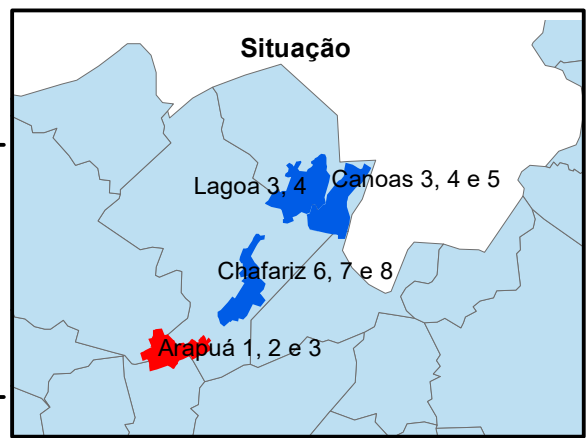 Situação
Lagoa 3, 4
Canoas 3, 4 e 5
Chafariz 6, 7 e 8
Arapuá 1, 2 e 3